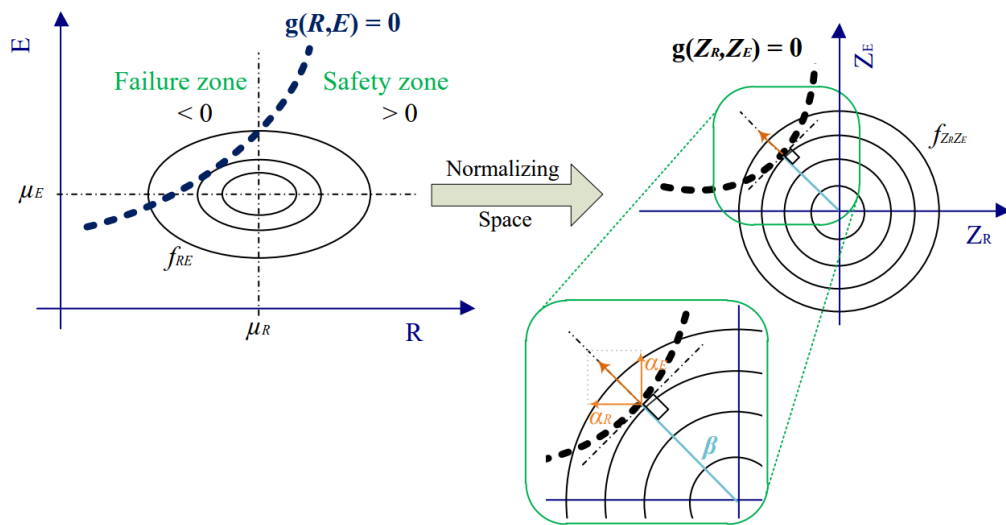 g(R,E) = 0
E
Failure zone
Safety zone
< 0
> 0
μE
fRE
μR
R
Normalizing
Space
g(ZR,ZE) = 0
ZE
fZRZE
ZR
αE
αR
β